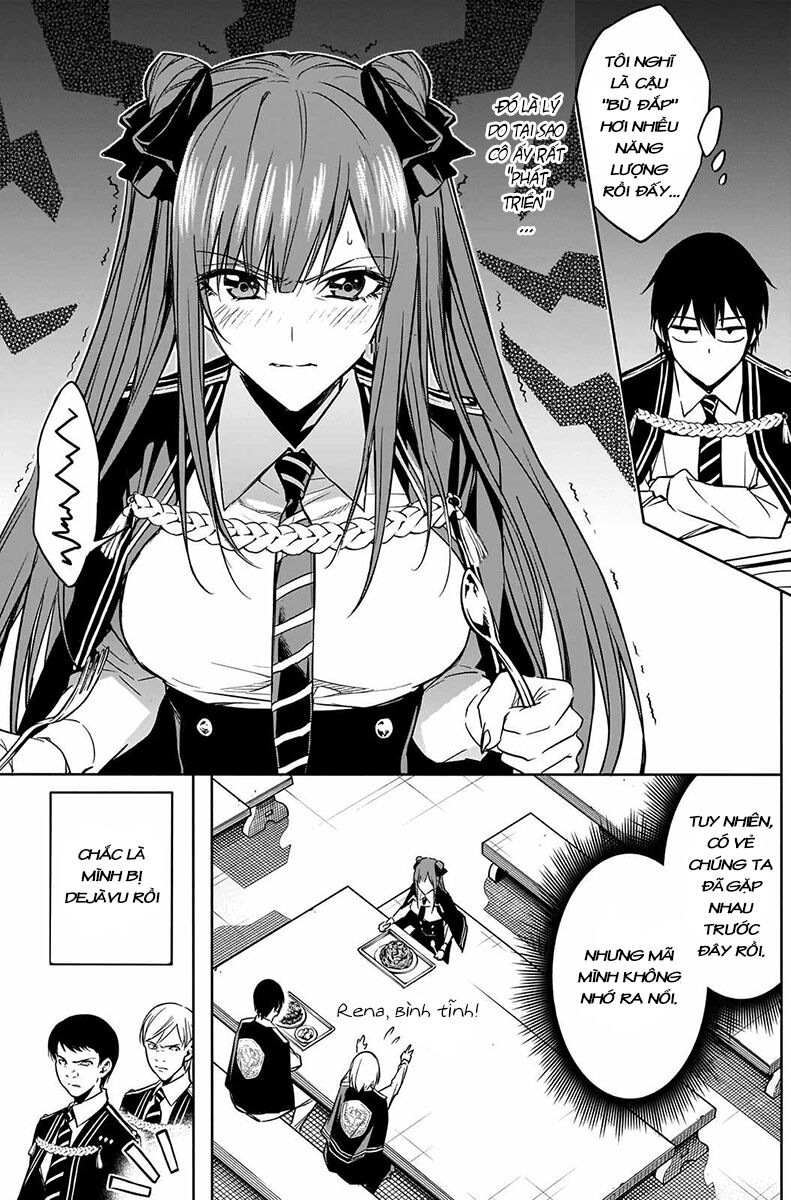 TÔI NGHĨ
LÀ CẬU
"BÙ ĐẮP"
HƠI NHIỀU
NĂNG
LƯỢNG
RỒI ĐẤY...
ĐÓ LÀ LÝ
DO TẠI SAO
CÔ ẤY RẤT
"PHÁT
TRIỂN"
...
TUY NHIÊN,
CÓ VẺ
CHÚNG TA
ĐÃ GẶP
NHAU
TRƯỚC
ĐÂY RỒI.
NHƯNG MÃI
MÌNH KHÔNG
NHỚ RA NỔI.
Rena, Bình tĩnh!
CHẮC LÀ
MÌNH BỊ
DEJÀVU RỒI